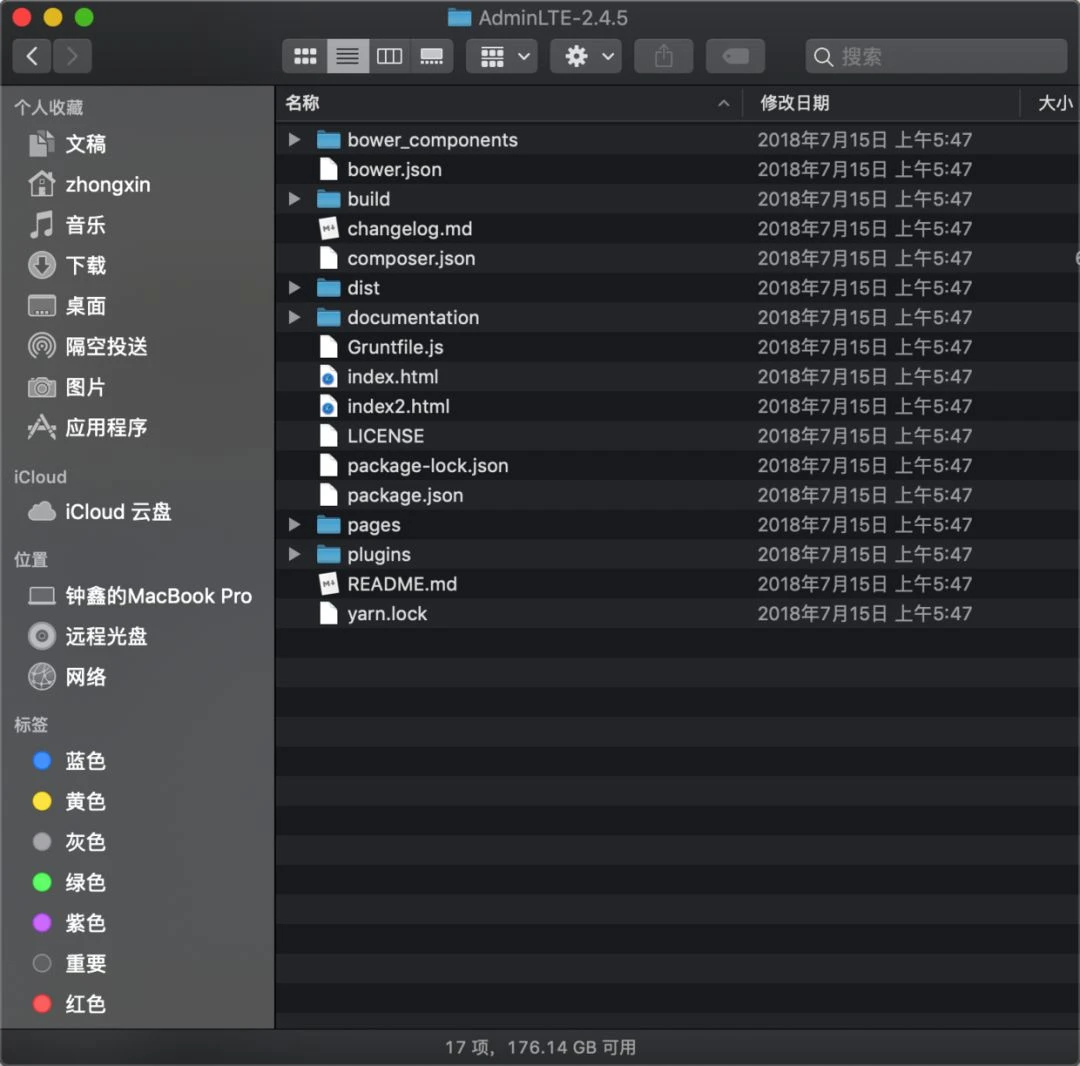 AdminLTE-2.4.5
搜索
个人收藏
文稿
zhongxin
音乐
下载
桌面
隔空投送
图片
应用程序
iCloud
iCloud 云盘
位置
钟鑫的MacBook Pro
远程光盘
网络
标签
蓝色
黄色
灰色
绿色
紫色
重要
红色
名称 修改日期 大小
bower_components 2018年7月15日 上午5:47
bower.json 2018年7月15日 上午5:47
build 2018年7月15日 上午5:47
changelog.md 2018年7月15日 上午5:47
composer.json 2018年7月15日 上午5:47
dist 2018年7月15日 上午5:47
documentation 2018年7月15日 上午5:47
Gruntfile.js 2018年7月15日 上午5:47
index.html 2018年7月15日 上午5:47
index2.html 2018年7月15日 上午5:47
LICENSE 2018年7月15日 上午5:47
package-lock.json 2018年7月15日 上午5:47
package.json 2018年7月15日 上午5:47
pages 2018年7月15日 上午5:47
plugins 2018年7月15日 上午5:47
README.md 2018年7月15日 上午5:47
yarn.lock 2018年7月15日 上午5:47
17 项，176.14 GB 可用